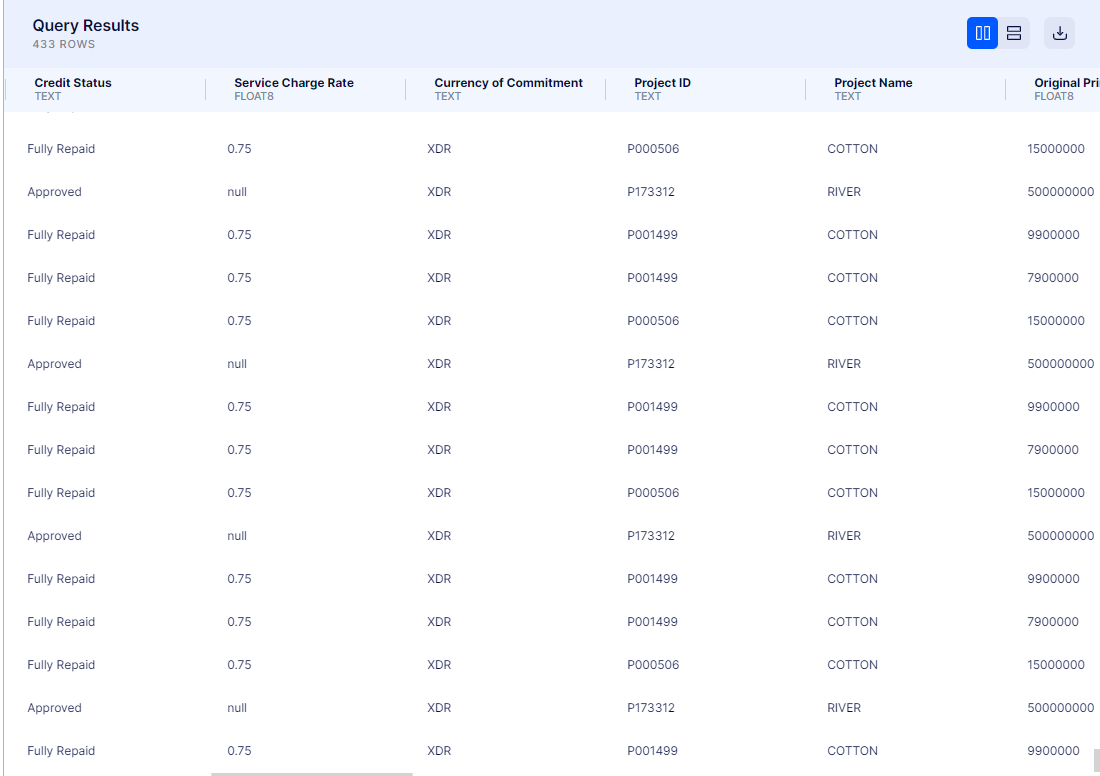 Query Results
433 ROWS
Credit Status Service Charge Rate Currency of Commitment Project ID Project Name Original Pri
TEXT FLOAT8 TEXT TEXT TEXT FLOAT8
Fully Repaid 0.75 XDR P000506 COTTON 15000000
Approved null XDR P173312 RIVER 500000000
Fully Repaid 0.75 XDR P001499 COTTON 9900000
Fully Repaid 0.75 XDR P001499 COTTON 7900000
Fully Repaid 0.75 XDR P000506 COTTON 15000000
Approved null XDR P173312 RIVER 500000000
Fully Repaid 0.75 XDR P001499 COTTON 9900000
Fully Repaid 0.75 XDR P001499 COTTON 7900000
Fully Repaid 0.75 XDR P000506 COTTON 15000000
Approved null XDR P173312 RIVER 500000000
Fully Repaid 0.75 XDR P001499 COTTON 9900000
Fully Repaid 0.75 XDR P001499 COTTON 7900000
Fully Repaid 0.75 XDR P000506 COTTON 15000000
Approved null XDR P173312 RIVER 500000000
Fully Repaid 0.75 XDR P001499 COTTON 9900000